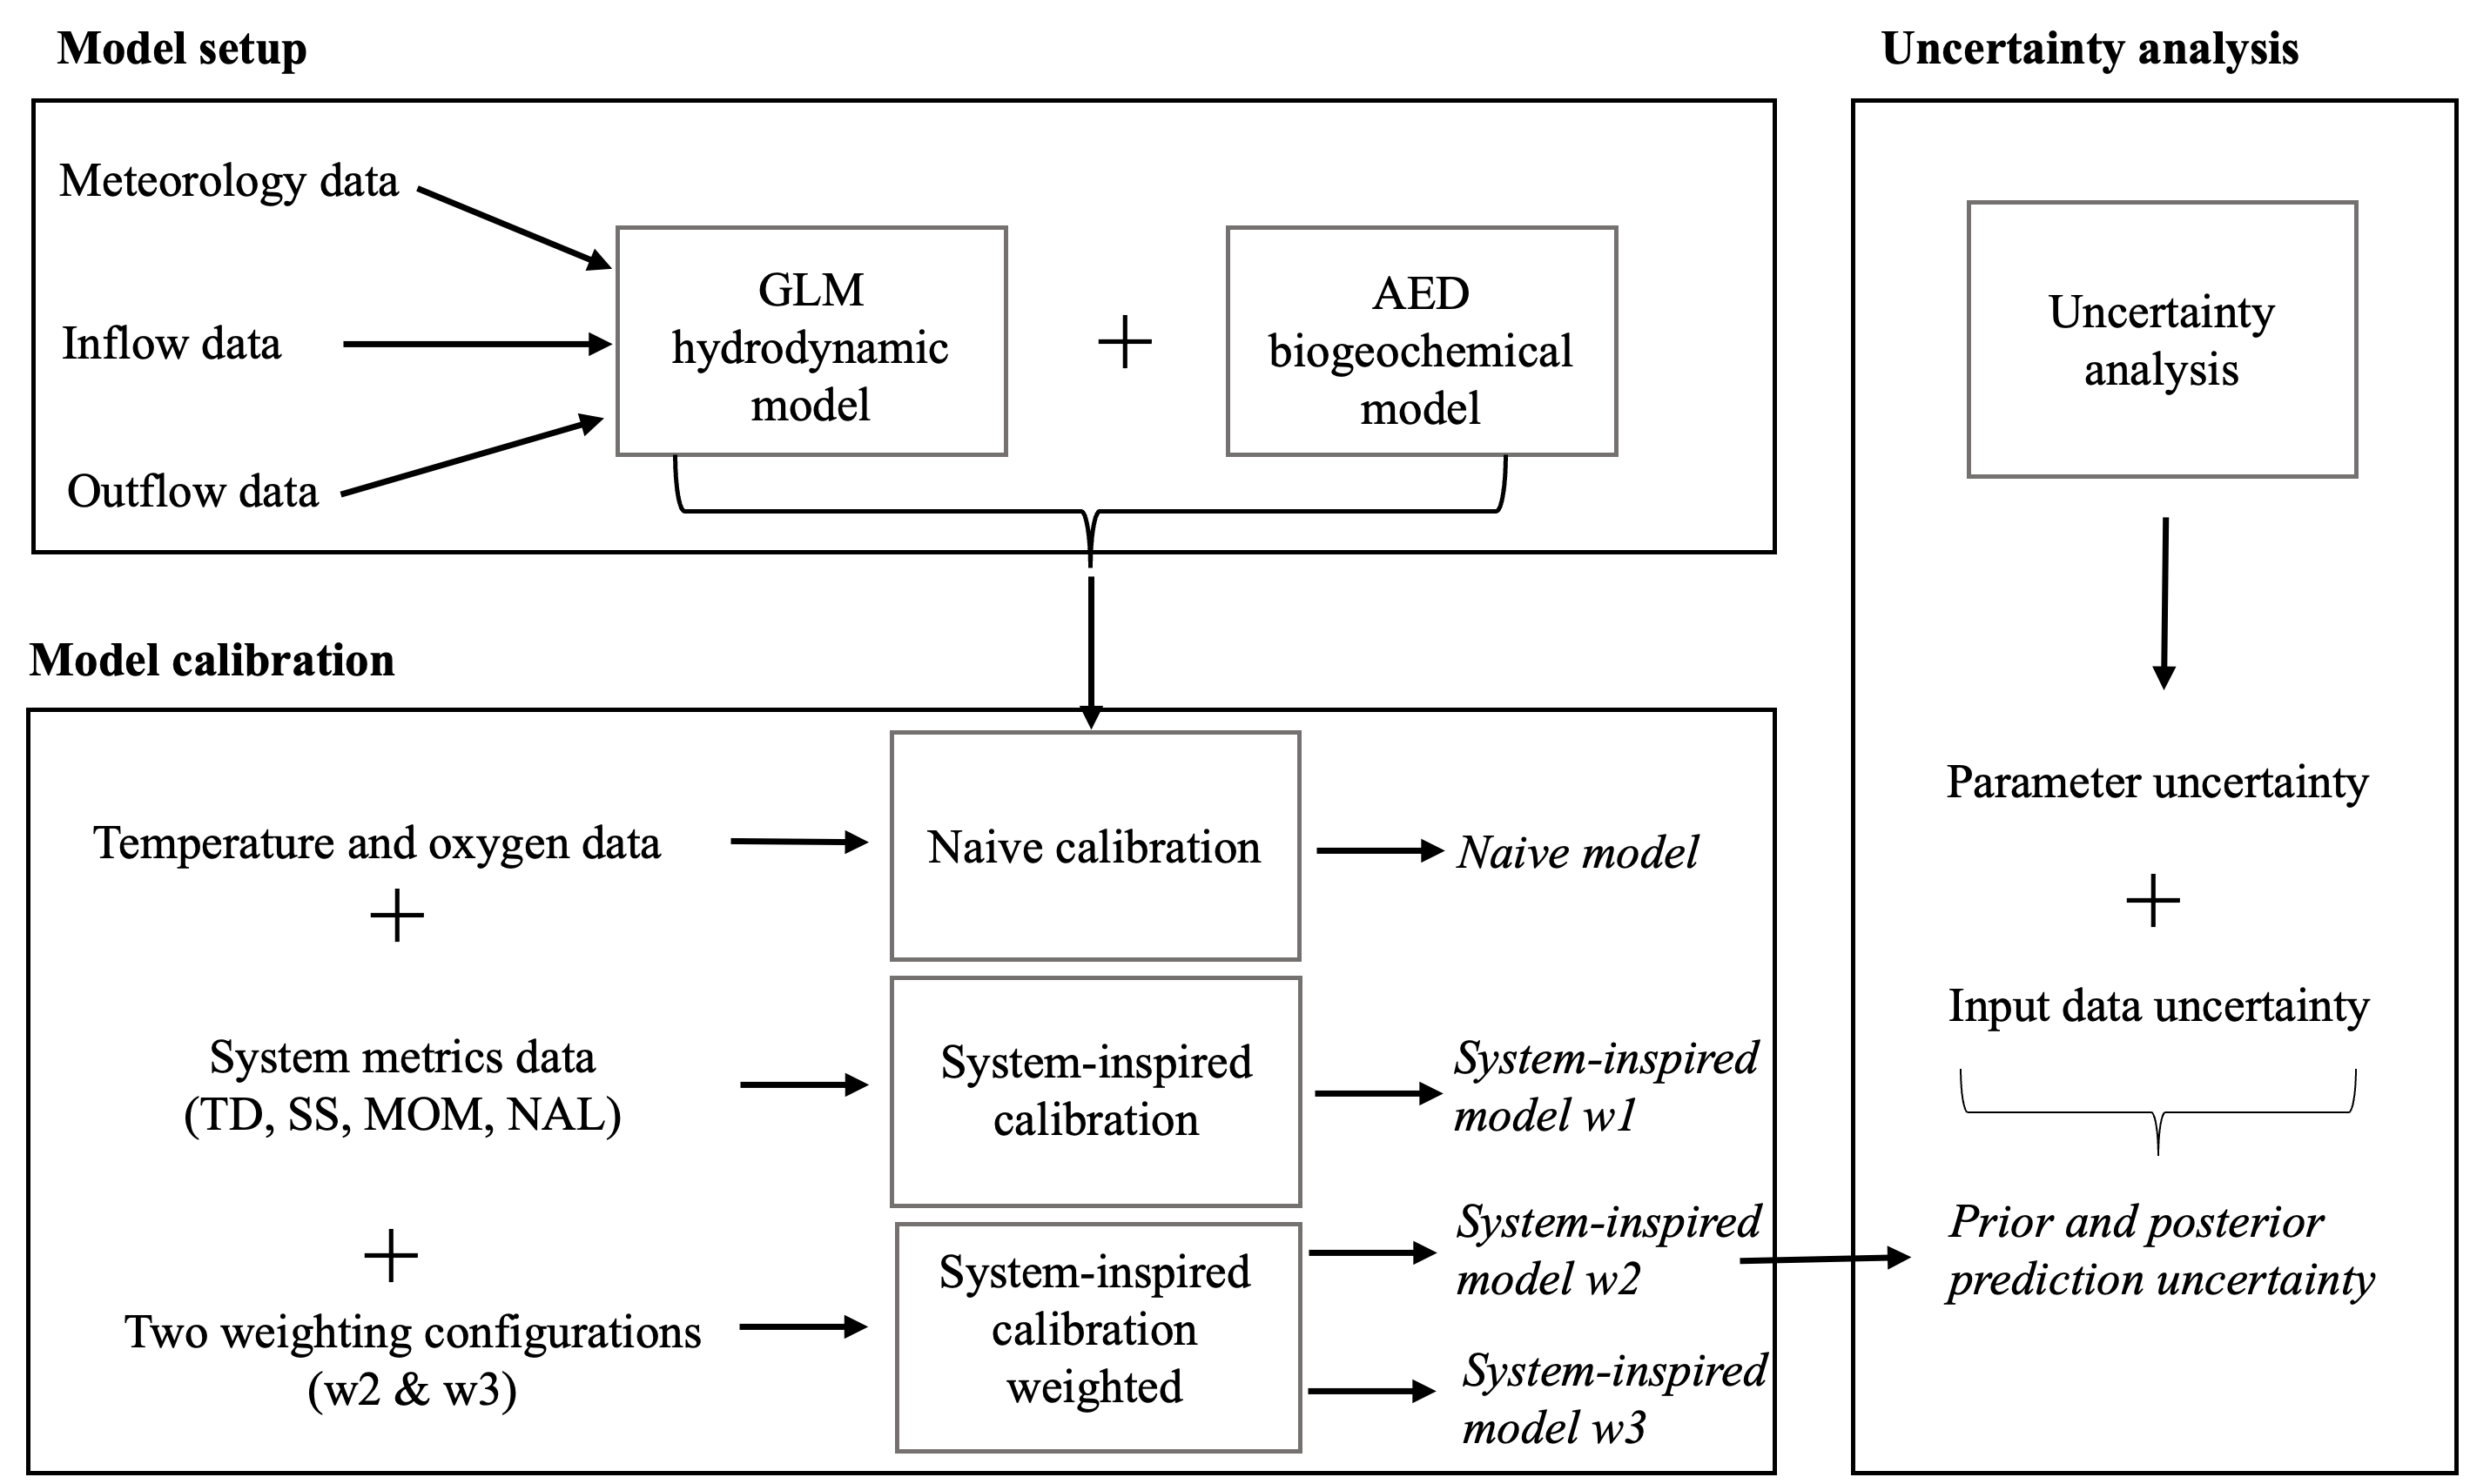 Model setup
Meteorology data
Inflow data
Outflow data
GLM
hydrodynamic
model
+
AED
biogeochemical
model
Model calibration
Temperature and oxygen data
+
System metrics data
(TD, SS, MOM, NAL)
+
Two weighting configurations
(w2 & w3)
Naive calibration
System-inspired
calibration
System-inspired
calibration
weighted
Naive model
System-inspired
model w1
System-inspired
model w2
System-inspired
model w3
Uncertainty analysis
Uncertainty
analysis
Parameter uncertainty
+
Input data uncertainty
Prior and posterior
prediction uncertainty